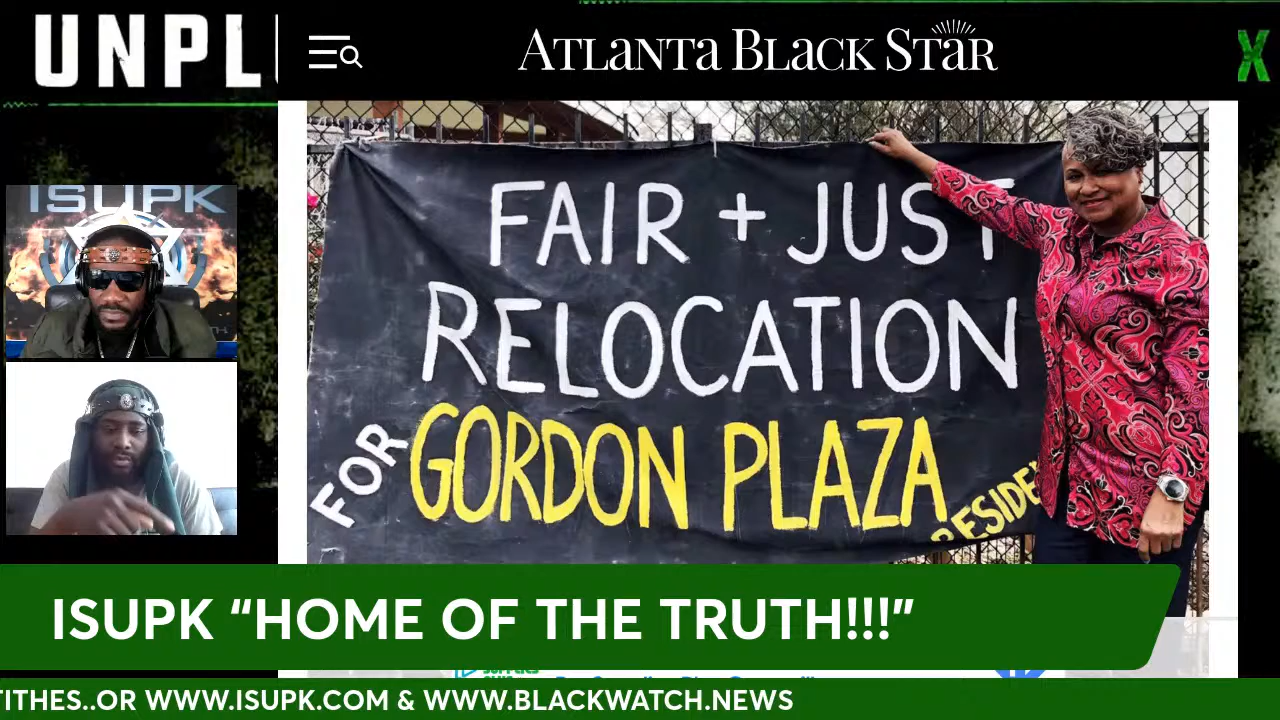 UNPL
ATLANTA BLACK STAR
X
ISUPK
FAIR + JUST
RELOCATION
FOR GORDON PLAZA
RESIDE
ISUPK “HOME OF THE TRUTH!!!”
TITHES..OR WWW.ISUPK.COM & WWW.BLACKWATCH.NEWS